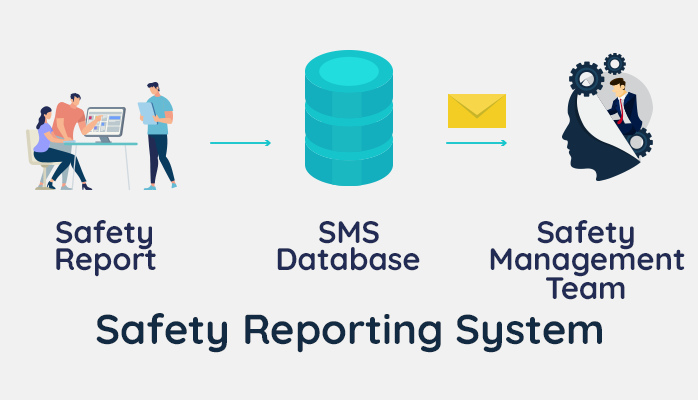 Safety
Report
SMS
Database
Safety
Management
Team
Safety Reporting System